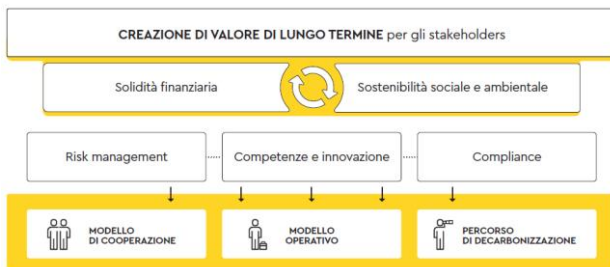 CREAZIONE DI VALORE DI LUNGO TERMINE per gli stakeholders
Solidità finanziaria
Sostenibilità sociale e ambientale
Risk management
Competenze e innovazione
Compliance
MODELLO
DI COOPERAZIONE
MODELLO
OPERATIVO
PERCORSO
DI DECARBONIZZAZIONE